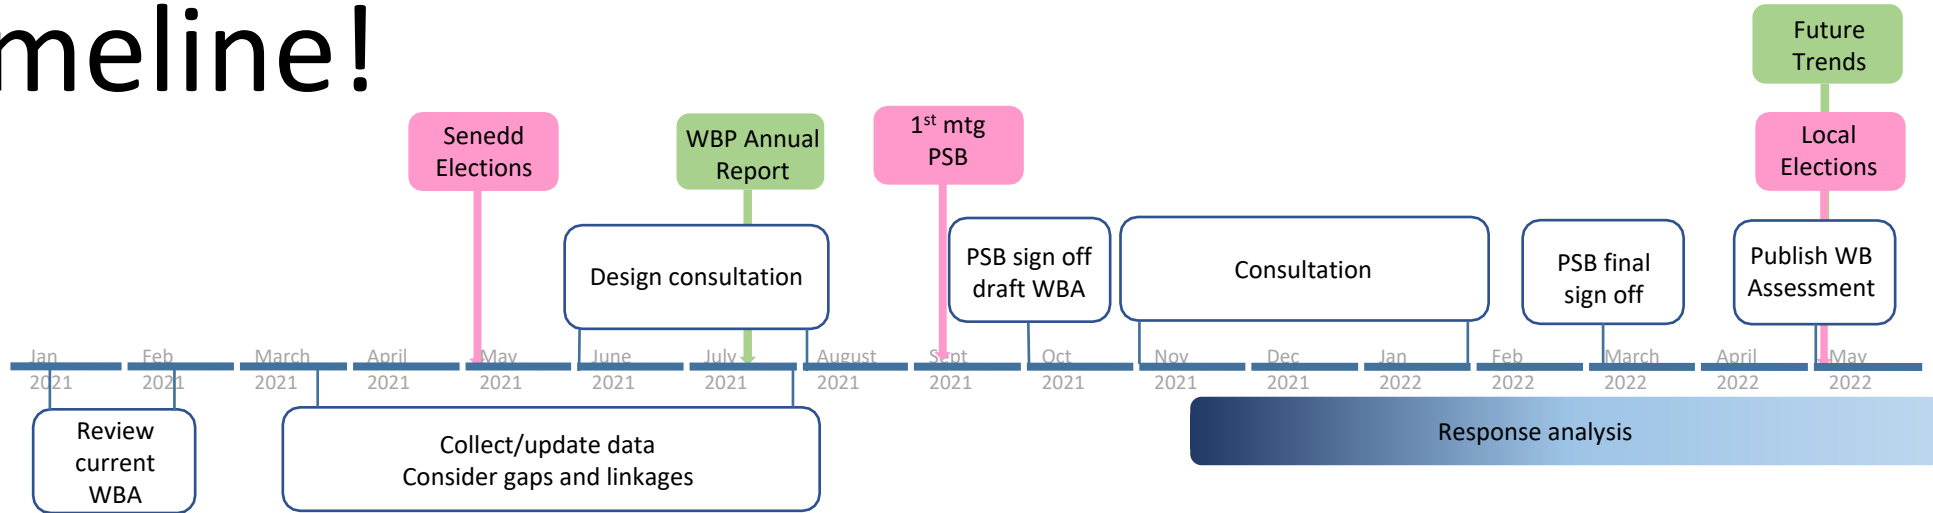 meline!
Future
Trends
Senedd
Elections
WBP Annual
Report
1st mtg
PSB
Local
Elections
Design consultation
PSB sign off
draft WBA
Consultation
PSB final
sign off
Publish WB
Assessment
Jan
2021
Feb
2021
March
2021
April
2021
May
2021
June
2021
July
2021
August
2021
Sept
2021
Oct
2021
Nov
2021
Dec
2021
Jan
2022
Feb
2022
March
2022
April
2022
May
2022
Review
current
WBA
Collect/update data
Consider gaps and linkages
Response analysis